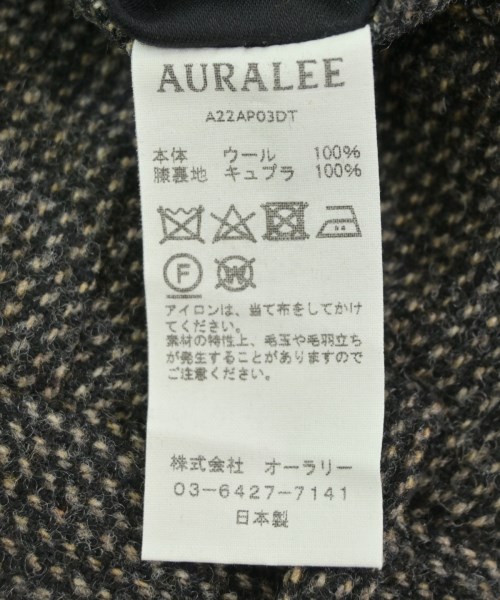 AURALEE
A22AP03DT
本体 ウール 100%
膝裏地 キュプラ 100%
F W
アイロンは、当て布をしてかけ
てください。
素材の特性上、毛玉や毛羽立ち
が発生することがありますので
ご注意ください。
株式会社 オーラリー
03-6427-7141
日本製